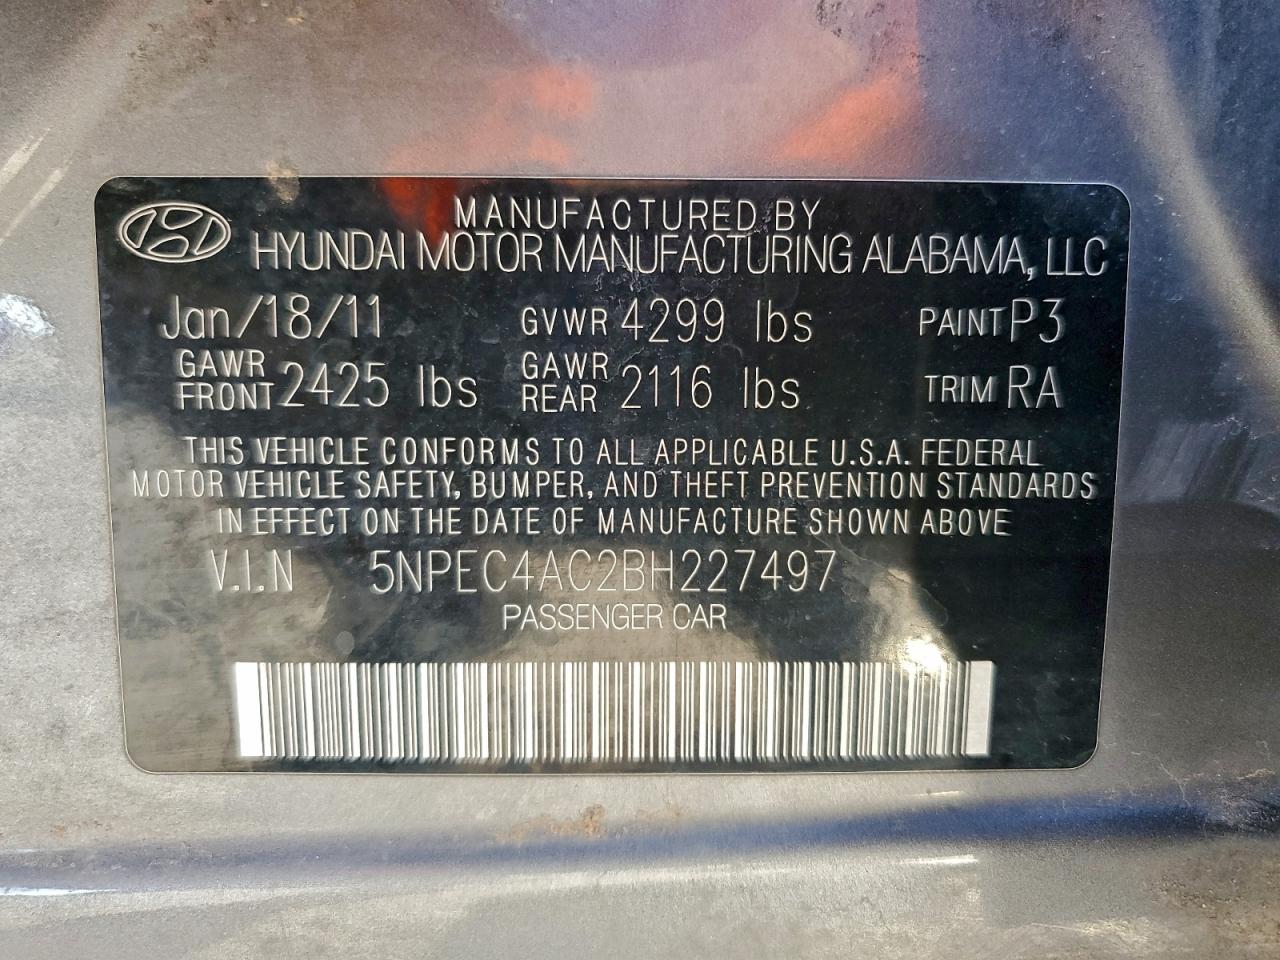 MANUFACTURED BY
HYUNDAI MOTOR MANUFACTURING ALABAMA, LLC
Jan/18/11 GVWR 4299 lbs PAINT P3
GAWR FRONT 2425 lbs GAWR REAR 2116 lbs TRIM RA
THIS VEHICLE CONFORMS TO ALL APPLICABLE U.S.A. FEDERAL
MOTOR VEHICLE SAFETY, BUMPER, AND THEFT PREVENTION STANDARDS
IN EFFECT ON THE DATE OF MANUFACTURE SHOWN ABOVE
V.I.N 5NPEC4AC2BH227497
PASSENGER CAR